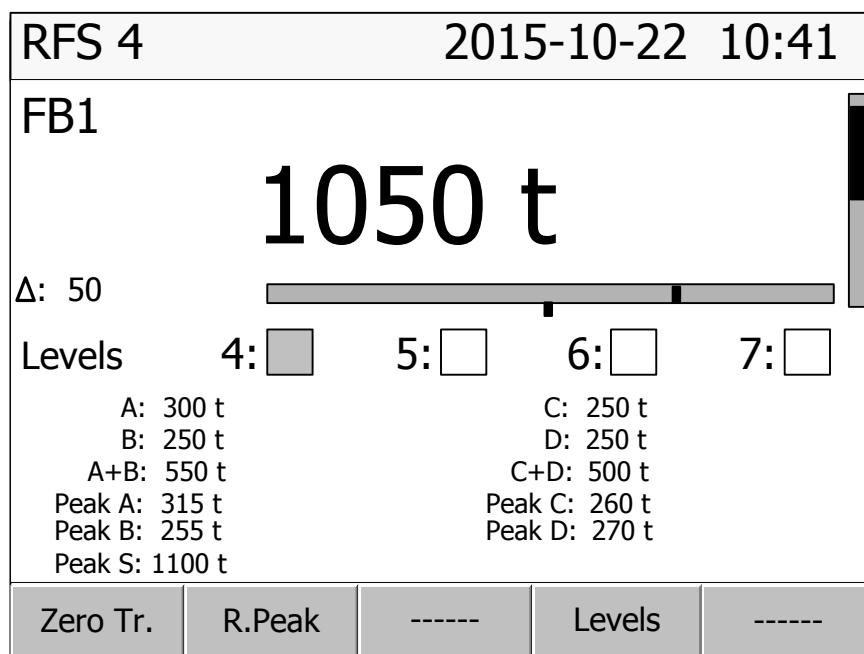 RFS 4 2015-10-22 10:41
FB1
1050 t
Δ: 50
Levels 4: 5: 6: 7:
A: 300 t C: 250 t
B: 250 t D: 250 t
A+B: 550 t C+D: 500 t
Peak A: 315 t Peak C: 260 t
Peak B: 255 t Peak D: 270 t
Peak S: 1100 t
Zero Tr. R.Peak ------ Levels ------